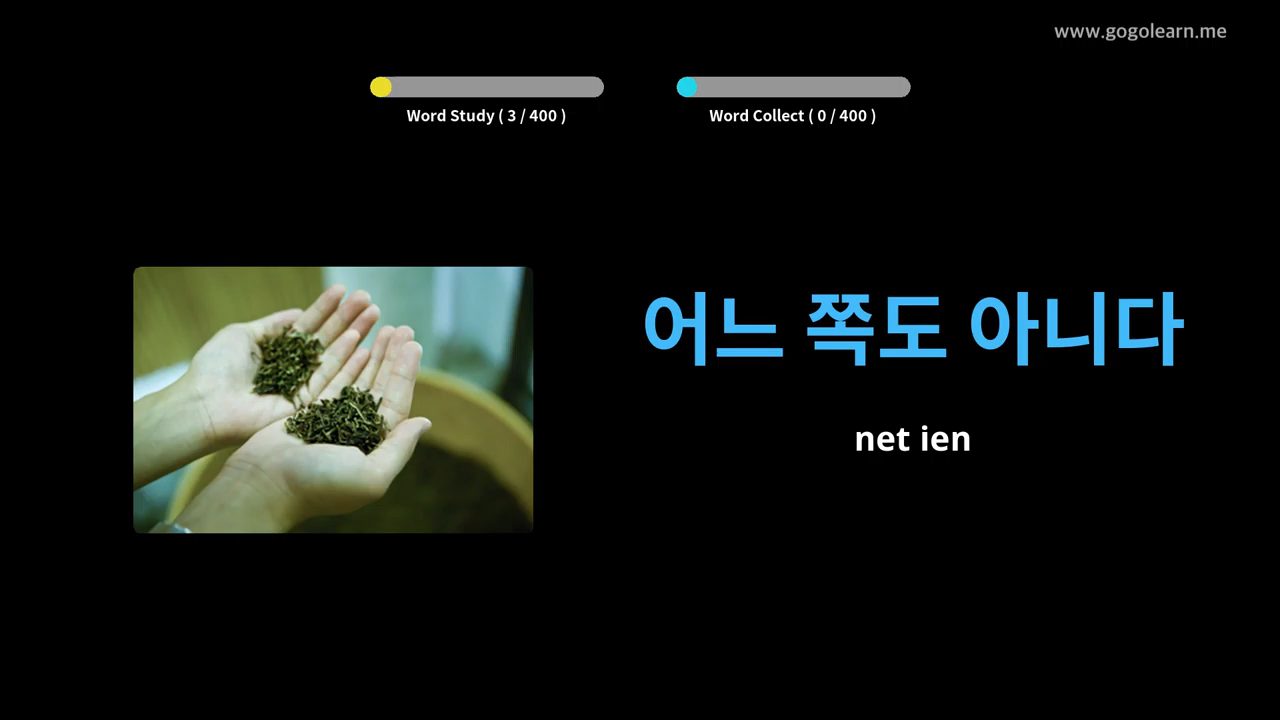 www.gogolearn.me
Word Study ( 3 / 400 )
Word Collect ( 0 / 400 )
어느 쪽도 아니다
net ien